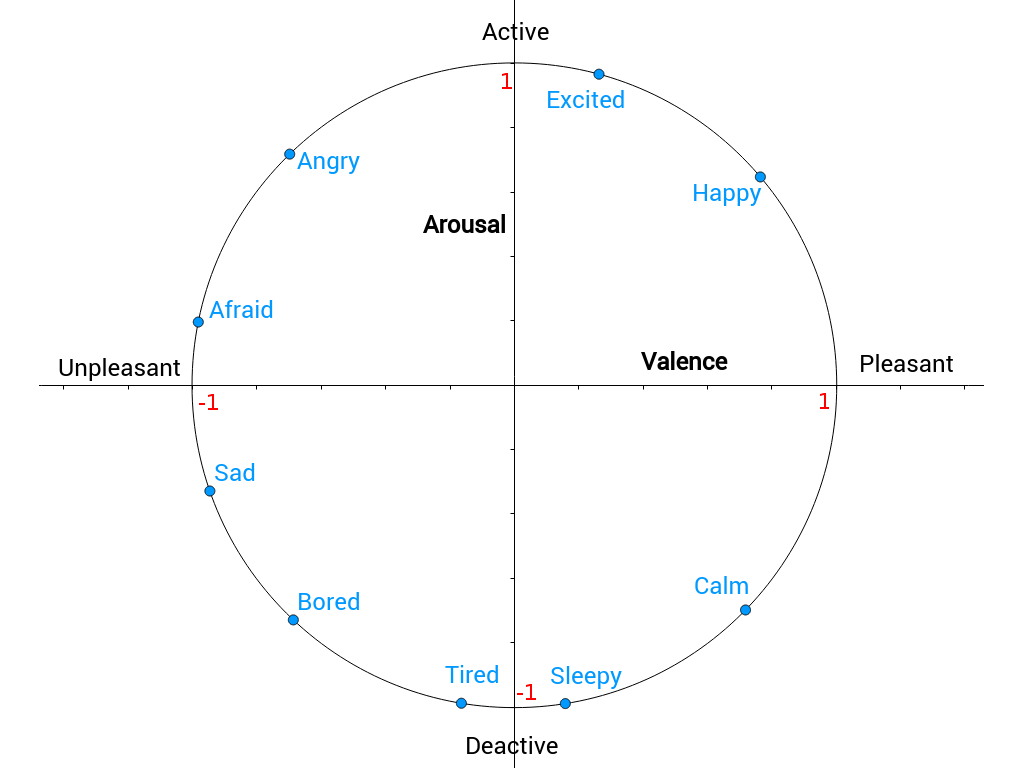 Active
1
Excited
Angry
Happy
Arousal
Afraid
Unpleasant
Valence
Pleasant
-1
1
Sad
Calm
Bored
Tired
-1
Sleepy
Deactive